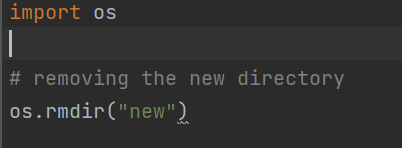 import os
# removing the new directory
os.rmdir("new")